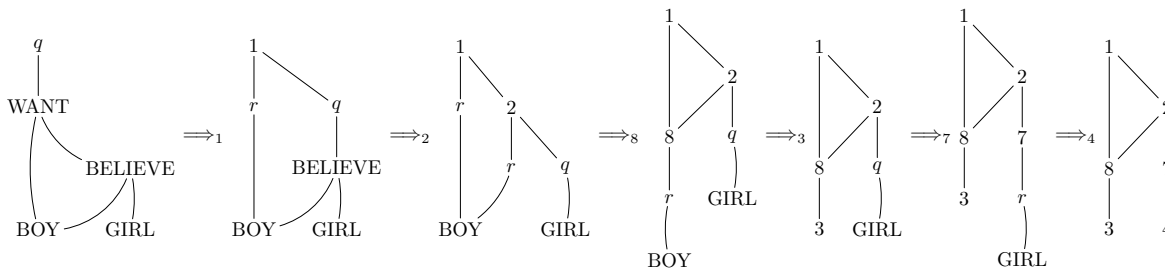 q
WANT
BELIEVE
BOY GIRL
⟹1
1
r q
BELIEVE
BOY GIRL
⟹2
1
r 2
r q
BOY GIRL
⟹8
1
2
8 q
r GIRL
BOY
⟹3
1
2
8 q
3 GIRL
⟹7
1
2
8 7
3 r
GIRL
⟹4
1
2
8
3